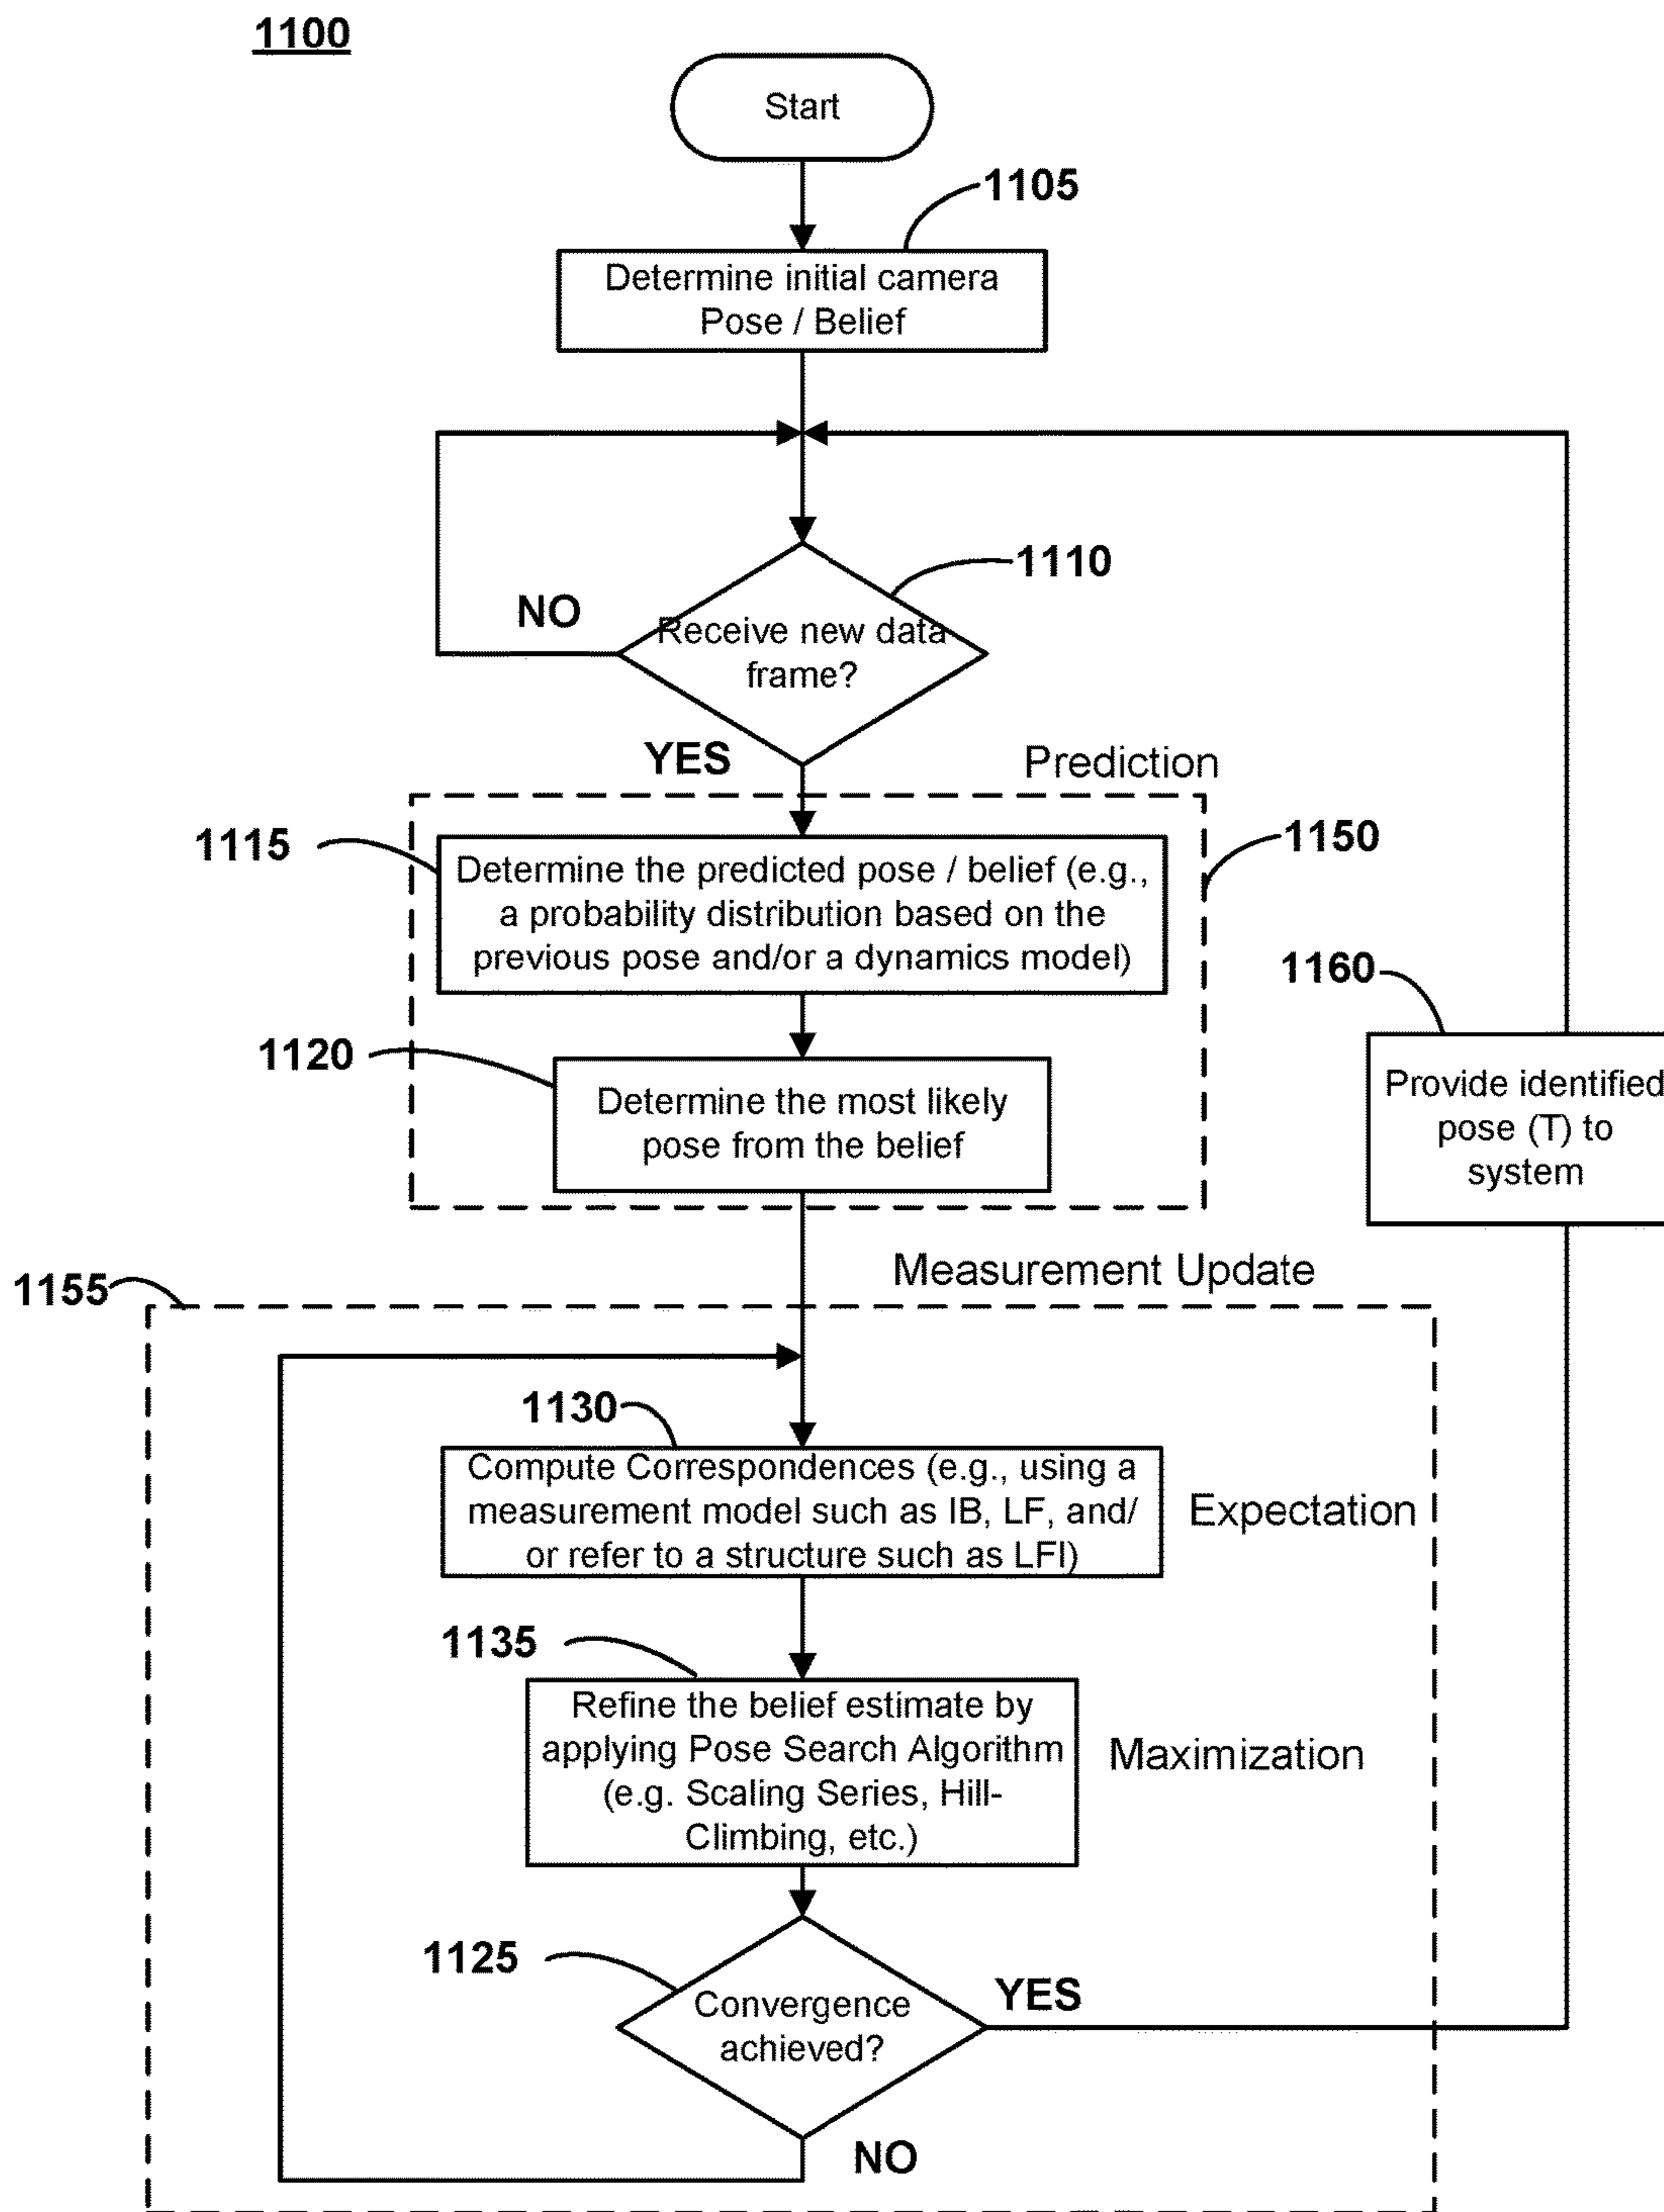 1100
Start
1105
Determine initial camera
Pose / Belief
1110
NO
Receive new data
frame?
YES
Prediction
1115
1150
Determine the predicted pose / belief (e.g.,
a probability distribution based on the
previous pose and/or a dynamics model)
1160
1120
Determine the most likely
pose from the belief
Provide identified
pose (T) to
system
Measurement Update
1155
1130
Compute Correspondences (e.g., using a
measurement model such as IB, LF, and/
or refer to a structure such as LFI)
Expectation
1135
Refine the belief estimate by
applying Pose Search Algorithm
(e.g. Scaling Series, Hill-
Climbing, etc.)
Maximization
1125
Convergence
achieved?
YES
NO